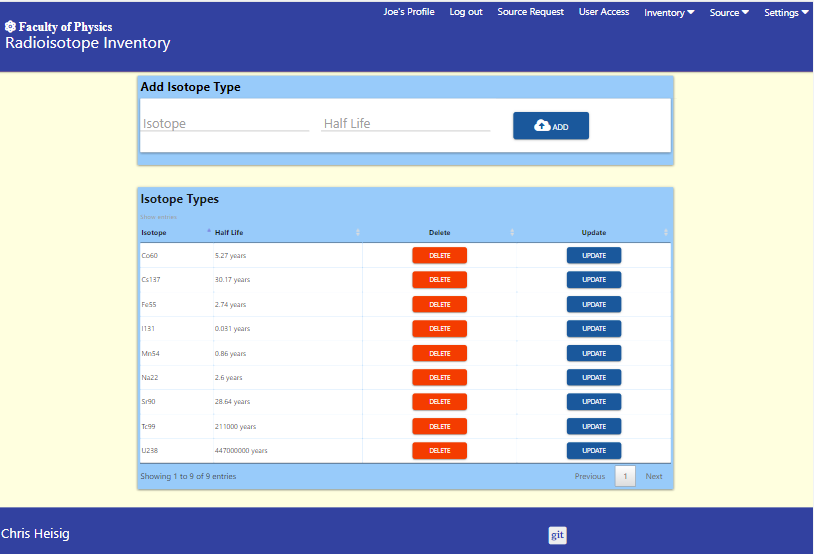 Joe's Profile Log out Source Request User Access Inventory Source Settings
Faculty of Physics
Radioisotope Inventory
Add Isotope Type
Isotope Half Life ADD
Isotope Types
Show entries
Isotope Half Life Delete Update
Co60 5.27 years DELETE UPDATE
Cs137 30.17 years DELETE UPDATE
Fe55 2.74 years DELETE UPDATE
I131 0.031 years DELETE UPDATE
Mn54 0.86 years DELETE UPDATE
Na22 2.6 years DELETE UPDATE
Sr90 28.64 years DELETE UPDATE
Tc99 211000 years DELETE UPDATE
U238 447000000 years DELETE UPDATE
Showing 1 to 9 of 9 entries Previous 1 Next
Chris Heisig git